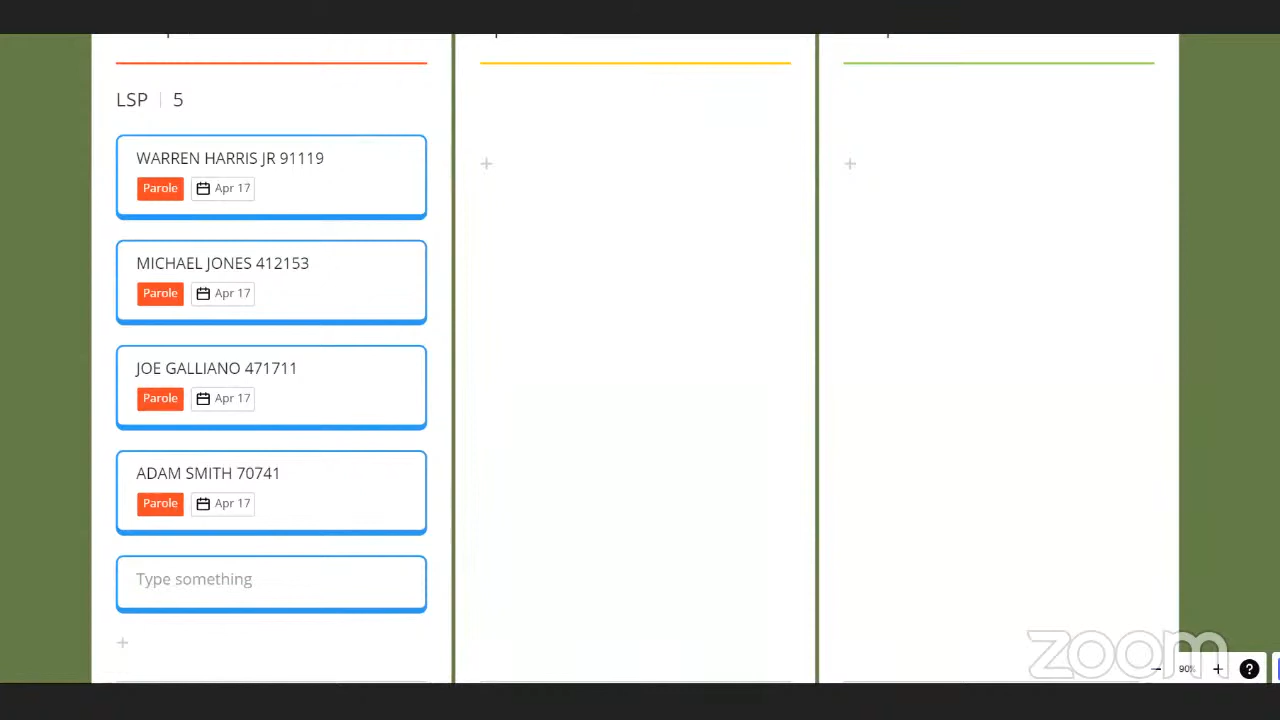 LSP | 5
WARREN HARRIS JR 91119
Parole Apr 17
MICHAEL JONES 412153
Parole Apr 17
JOE GALLIANO 471711
Parole Apr 17
ADAM SMITH 70741
Parole Apr 17
Type something
+
+
+
zoom
− 90% + ?